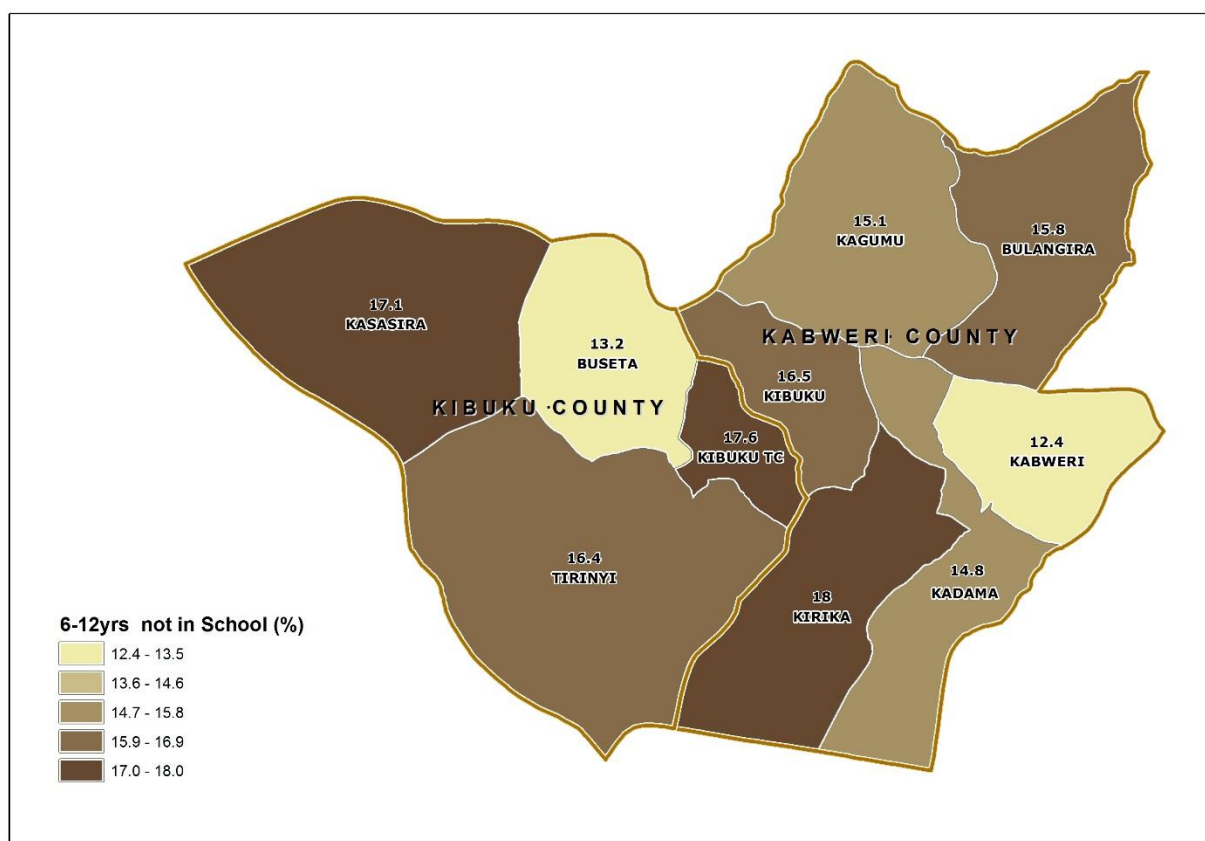 15.1
KAGUMU
15.8
BULANGIRA
17.1
KASASIRA
13.2
BUSETA
KABWERI COUNTY
16.5
KIBUKU
KIBUKU COUNTY
17.6
KIBUKU TC
12.4
KABWERI
16.4
TIRINYI
18
KIRIKA
14.8
KADAMA
6-12yrs not in School (%)
12.4 - 13.5
13.6 - 14.6
14.7 - 15.8
15.9 - 16.9
17.0 - 18.0